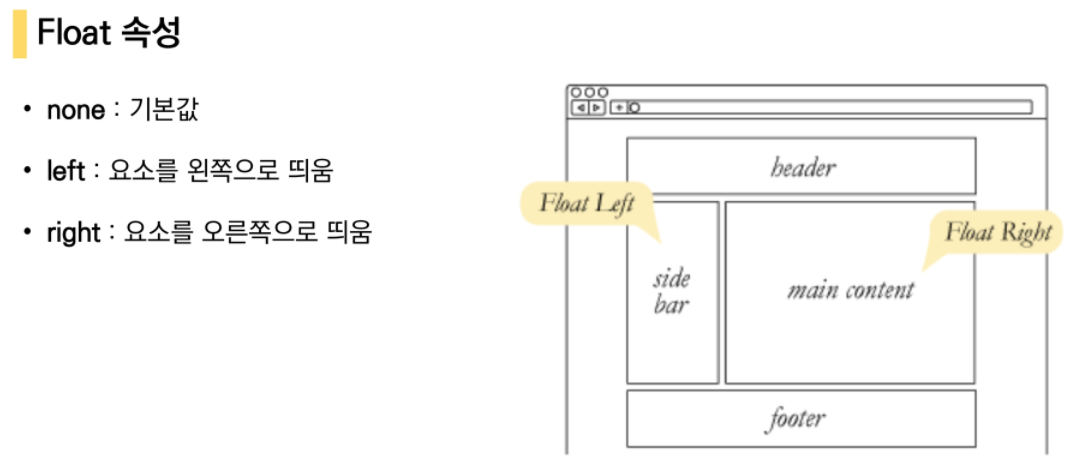 Float 속성
• none : 기본값
• left : 요소를 왼쪽으로 띄움
• right : 요소를 오른쪽으로 띄움
header
Float Left
Float Right
side
bar
main content
footer